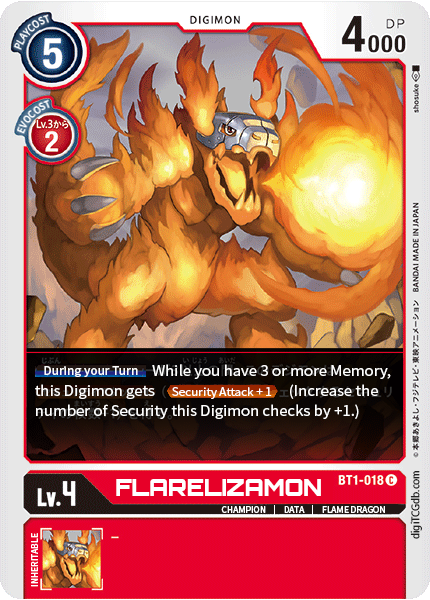 DIGIMON
PLAYCOST
5
DP
4000
EVOCOST
Lv.3から
2
shosuke
During your Turn While you have 3 or more Memory,
this Digimon gets Security Attack +1 (Increase the
number of Security this Digimon checks by +1.)
© 本郷あきよし・フジテレビ・東映アニメーション BANDAI MADE IN JAPAN
BT1-018 C
Lv.4
FLARELIZAMON
CHAMPION | DATA | FLAME DRAGON
digiTCGdb.com
INHERITABLE
–